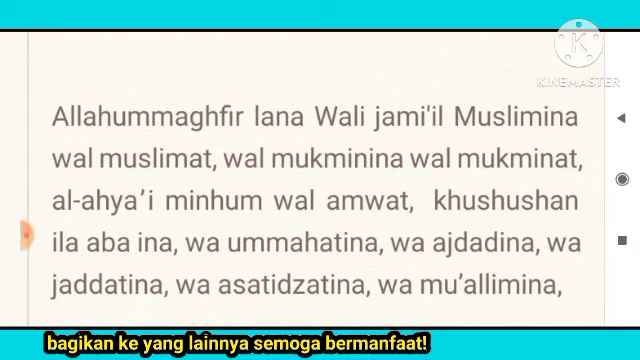 KINEMASTER
Allahummaghfir lana Wali jami'il Muslimina
wal muslimat, wal mukminina wal mukminat,
al-ahya’i minhum wal amwat, khushushan
ila aba ina, wa ummahatina, wa ajdadina, wa
jaddatina, wa asatidzatina, wa mu’allimina,
bagikan ke yang lainnya semoga bermanfaat!